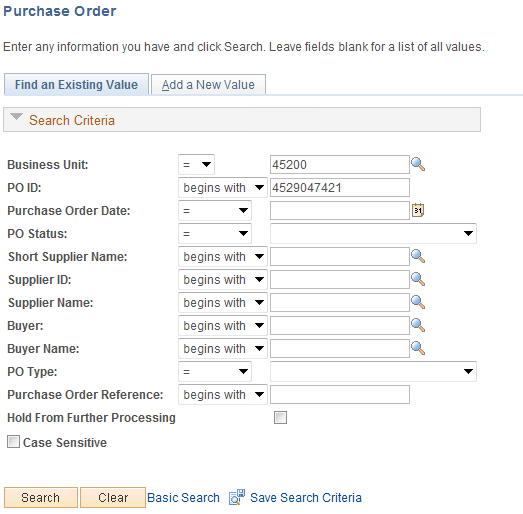 Purchase Order
Enter any information you have and click Search. Leave fields blank for a list of all values.
Find an Existing Value Add a New Value
Search Criteria
Business Unit: = 45200
PO ID: begins with 4529047421
Purchase Order Date: = 31
PO Status: =
Short Supplier Name: begins with
Supplier ID: begins with
Supplier Name: begins with
Buyer: begins with
Buyer Name: begins with
PO Type: =
Purchase Order Reference: begins with
Hold From Further Processing
Case Sensitive
Search Clear Basic Search Save Search Criteria